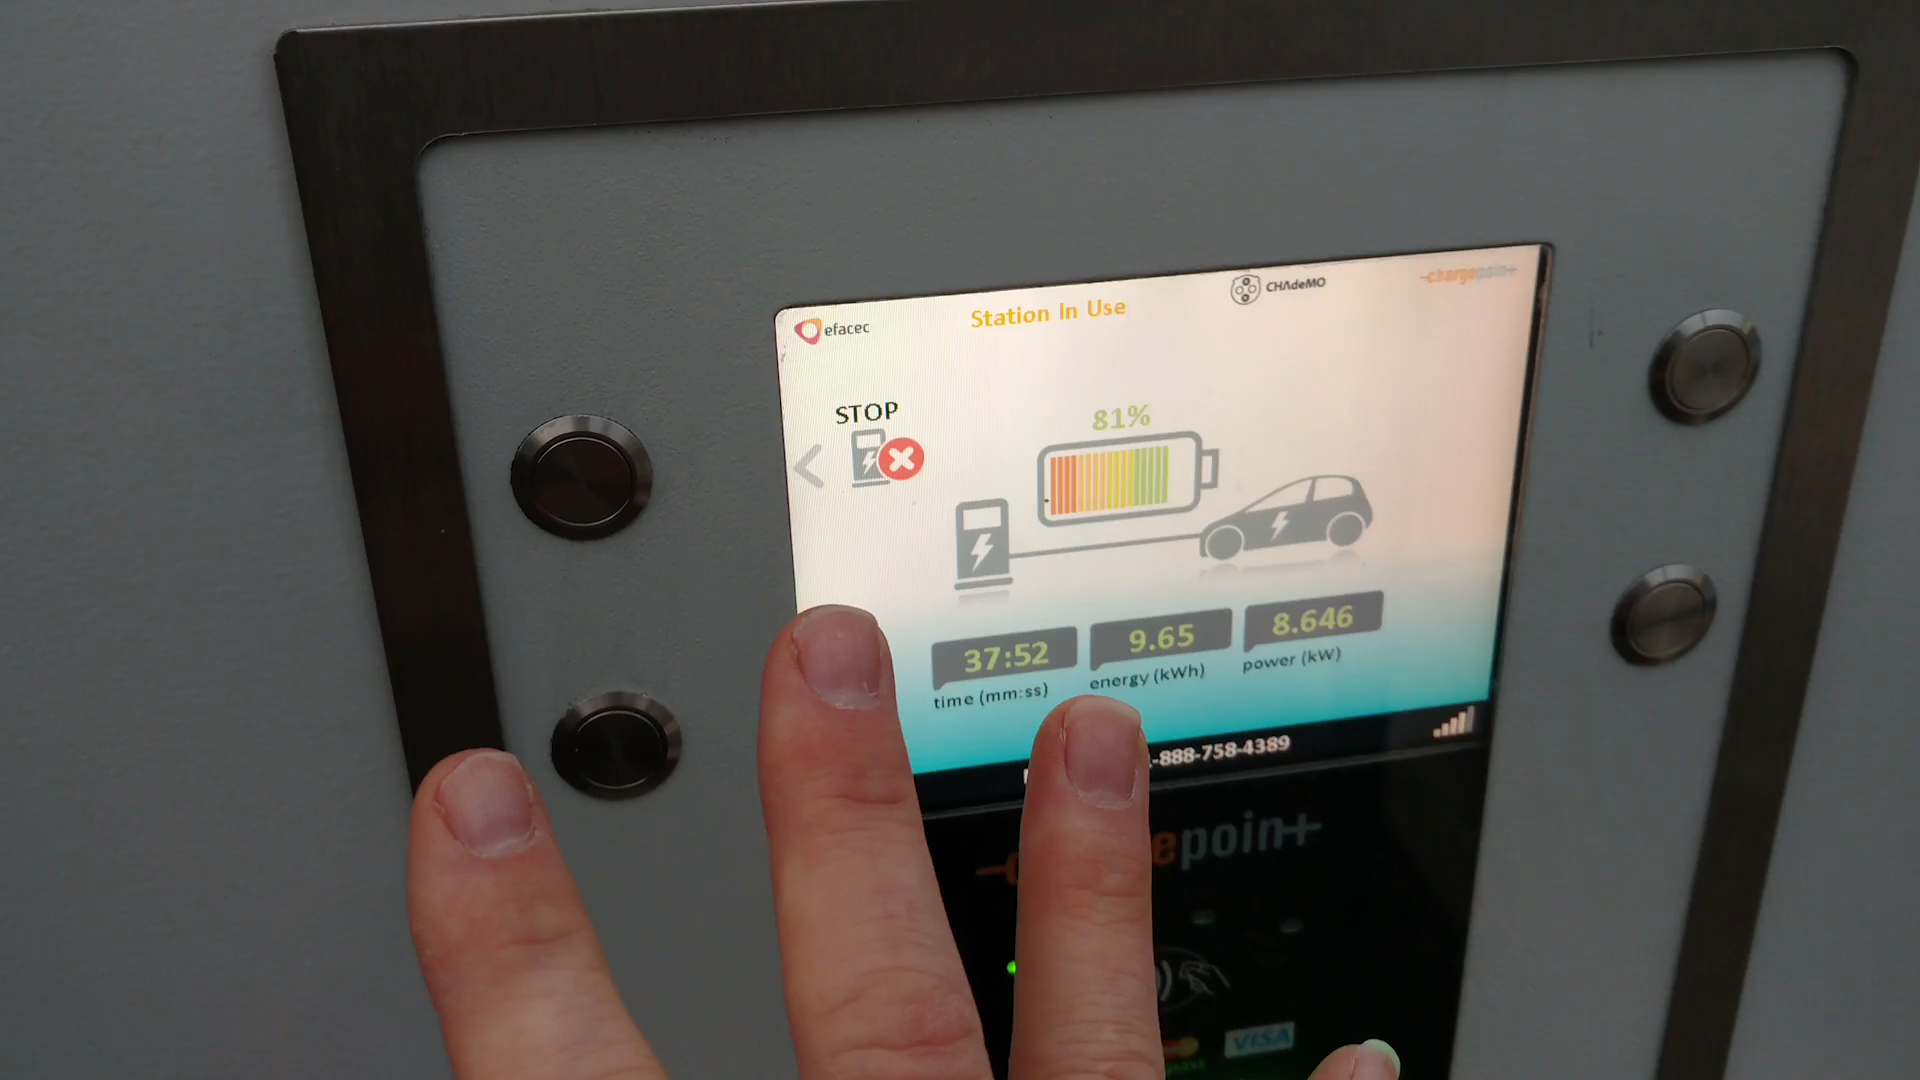 efacec
Station In Use
CHAdeMO
-chargepoin+
STOP
81%
37:52
9.65
8.646
time (mm:ss)
energy (kWh)
power (kW)
-888-758-4389
epoin+
VISA